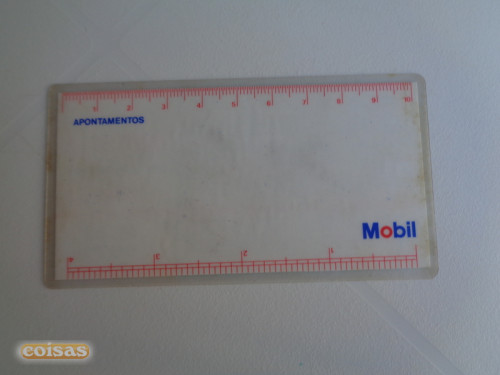 1 2 3 4 5 6 7 8 9 10
APONTAMENTOS
Mobil
4 3 2 1
coisas